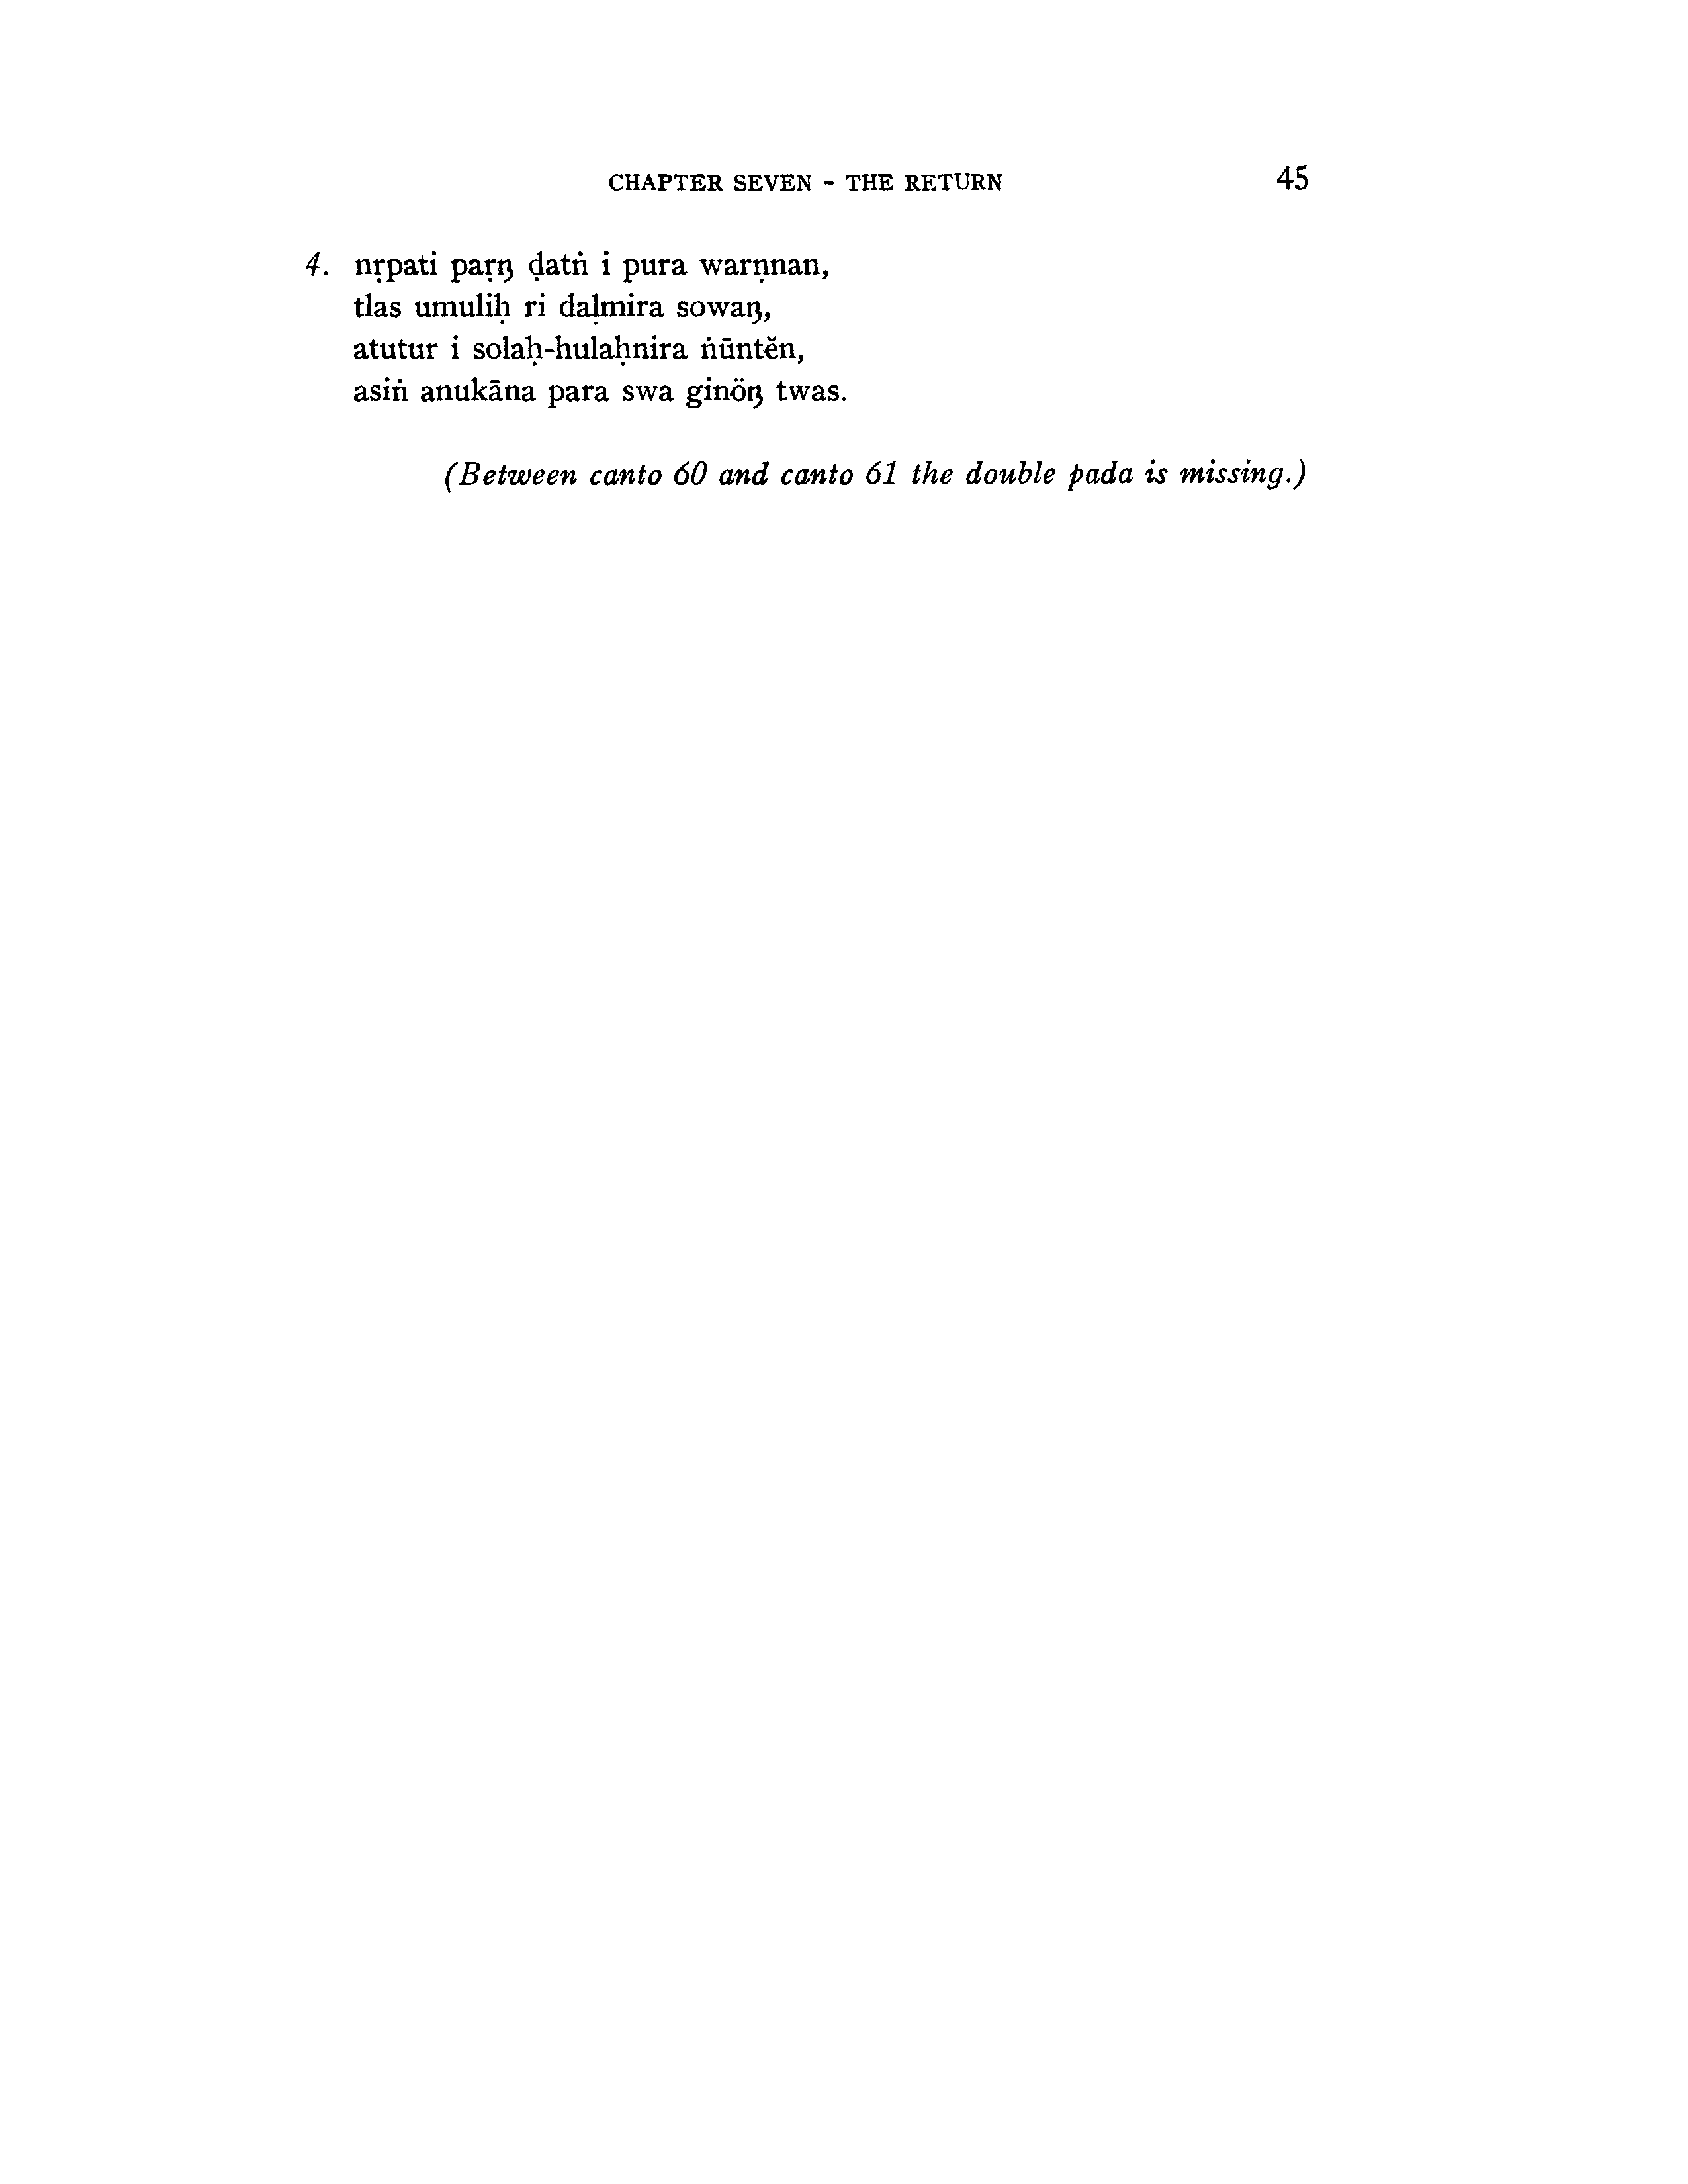 CHAPTER SEVEN - THE RETURN 45
4. nṛpati parṇ ḍatṅ i pura warṇnan,
tlas umuliḥ ri daḷmira sowaŋ,
atutur i solaḥ-hulaḥnira ṅūntĕn,
asiṅ anukāna para swa ginöŋ twas.
(Between canto 60 and canto 61 the double pada is missing.)